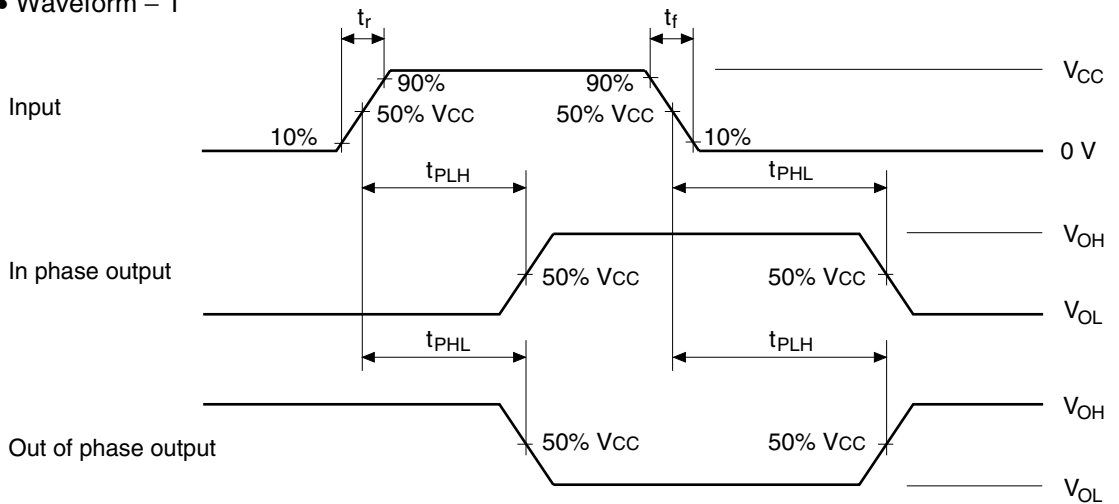 • Waveform – 1
tr
tf
Input
90%
90%
VCC
50% VCC
50% VCC
10%
10%
0 V
tPLH
tPHL
In phase output
VOH
50% VCC
50% VCC
VOL
tPHL
tPLH
Out of phase output
VOH
50% VCC
50% VCC
VOL